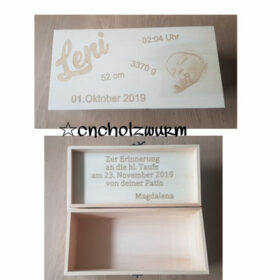 Leni
02:04 Uhr
52 cm
3370 g
01.Oktober 2019
cncholzwurm
Zur Erinnerung
an die hl. Taufe
am 23. November 2019
von deiner Patin
Magdalena